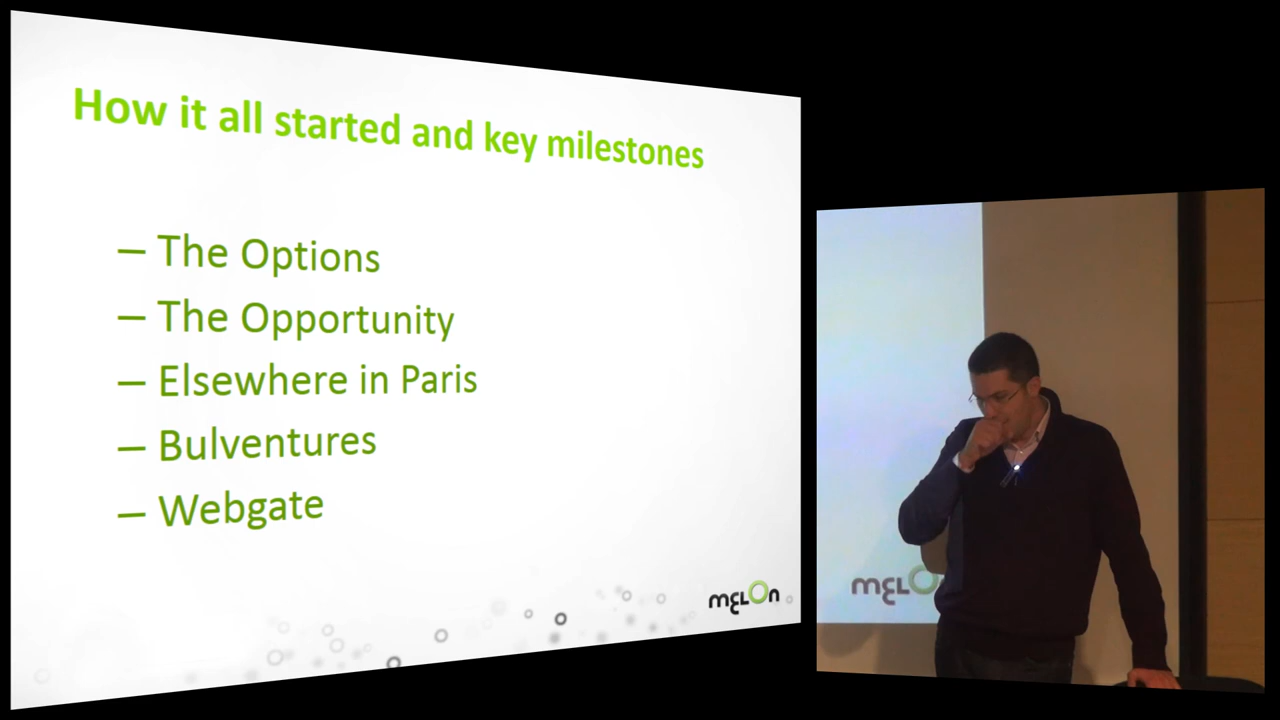 How it all started and key milestones
– The Options
– The Opportunity
– Elsewhere in Paris
– Bulventures
– Webgate
mELOn
mELO